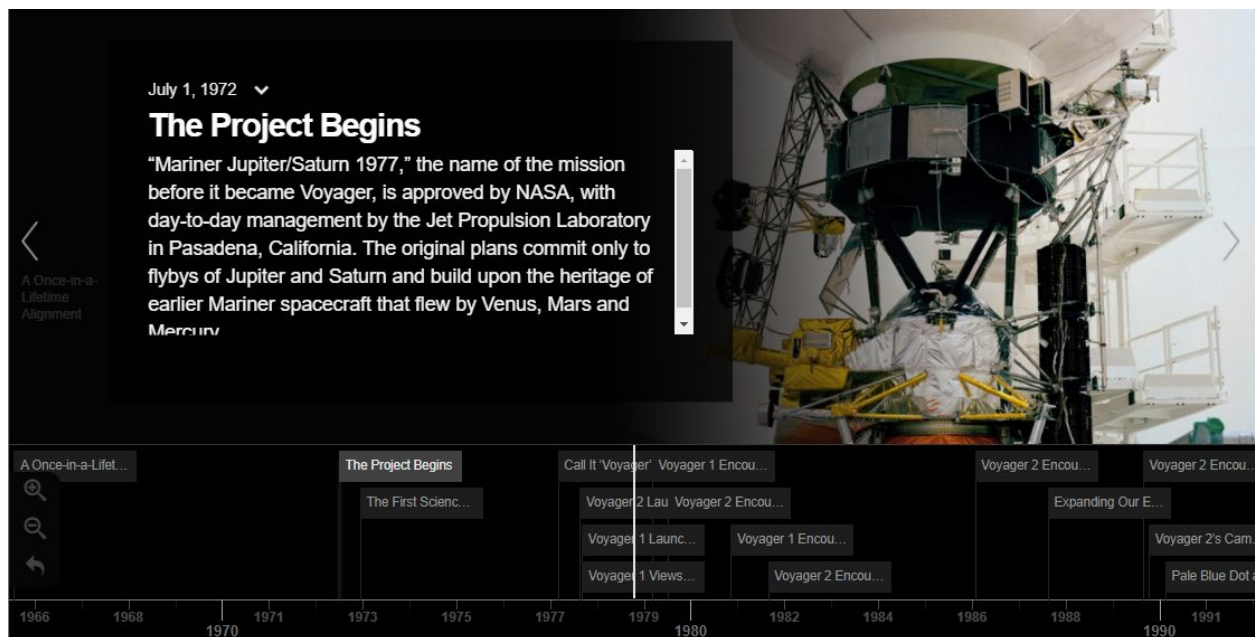 July 1, 1972
The Project Begins
“Mariner Jupiter/Saturn 1977,” the name of the mission
before it became Voyager, is approved by NASA, with
day-to-day management by the Jet Propulsion Laboratory
in Pasadena, California. The original plans commit only to
flybys of Jupiter and Saturn and build upon the heritage of
earlier Mariner spacecraft that flew by Venus, Mars and
Mercury
A Once-in-a-
Lifetime
Alignment
A Once-in-a-Lifet...
The Project Begins
Call It 'Voyager'
Voyager 1 Encou...
Voyager 2 Encou...
Voyager 2 Encou...
The First Scienc...
Voyager 2 Lau
Voyager 2 Encou...
Expanding Our E...
Voyager 1 Launc...
Voyager 1 Encou...
Voyager 2's Cam...
Voyager 1 Views...
Voyager 2 Encou...
Pale Blue Dot a
1966 1968 1970 1971 1973 1975 1977 1979 1980 1982 1984 1986 1988 1990 1991